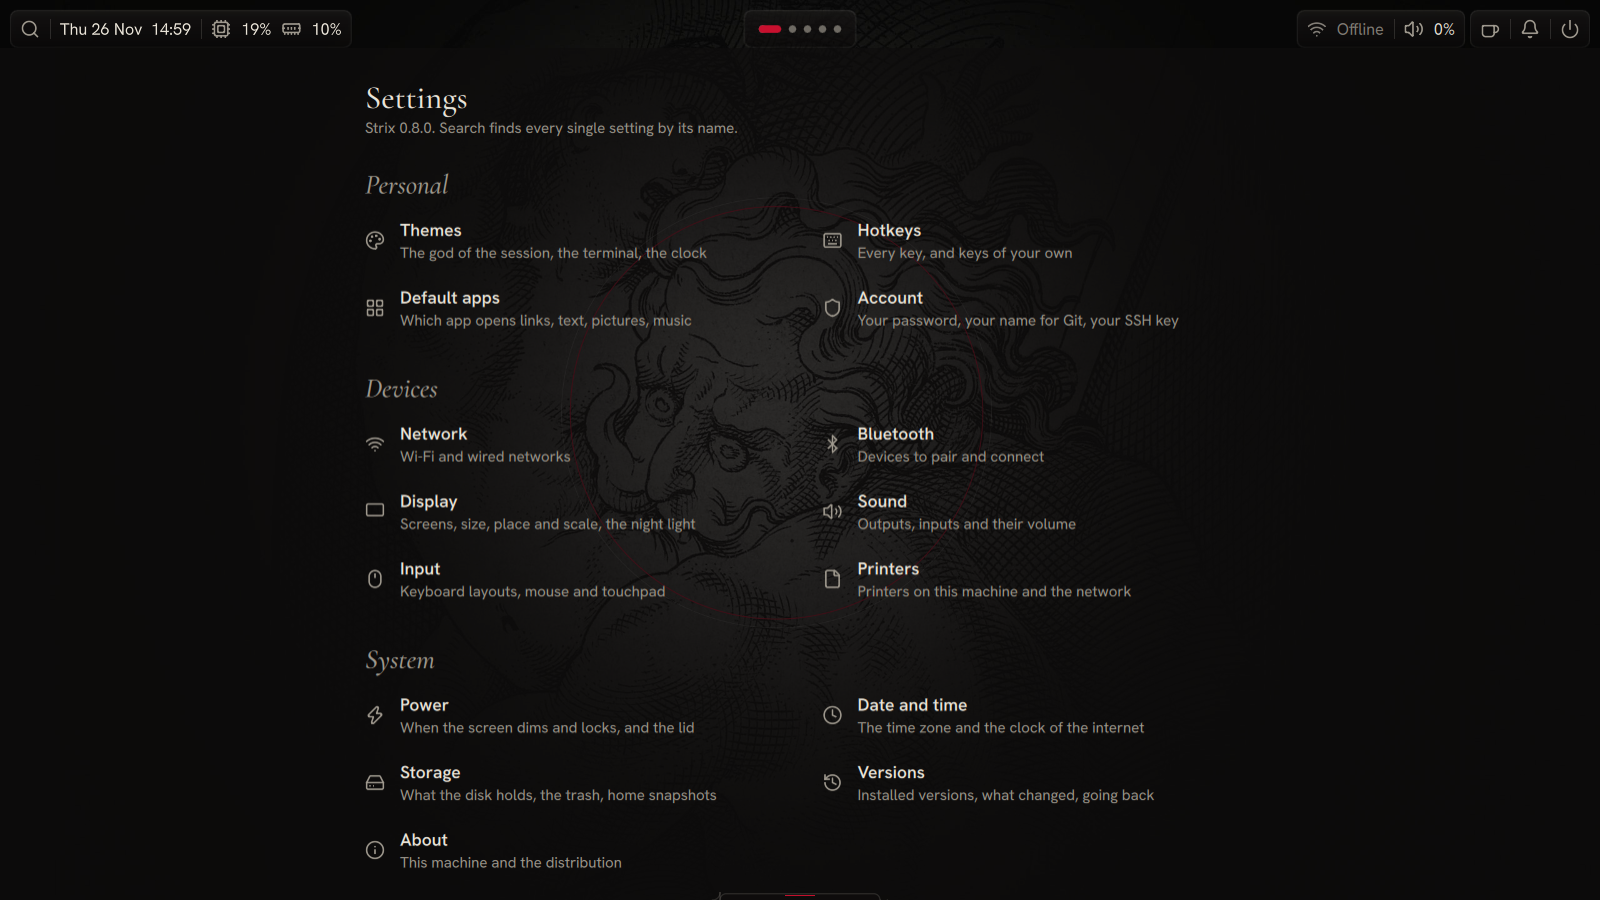 Thu 26 Nov 14:59 19% 10%
Offline 0%
Settings
Strix 0.8.0. Search finds every single setting by its name.
Personal
Themes
The god of the session, the terminal, the clock
Hotkeys
Every key, and keys of your own
Default apps
Which app opens links, text, pictures, music
Account
Your password, your name for Git, your SSH key
Devices
Network
Wi-Fi and wired networks
Bluetooth
Devices to pair and connect
Display
Screens, size, place and scale, the night light
Sound
Outputs, inputs and their volume
Input
Keyboard layouts, mouse and touchpad
Printers
Printers on this machine and the network
System
Power
When the screen dims and locks, and the lid
Date and time
The time zone and the clock of the internet
Storage
What the disk holds, the trash, home snapshots
Versions
Installed versions, what changed, going back
About
This machine and the distribution